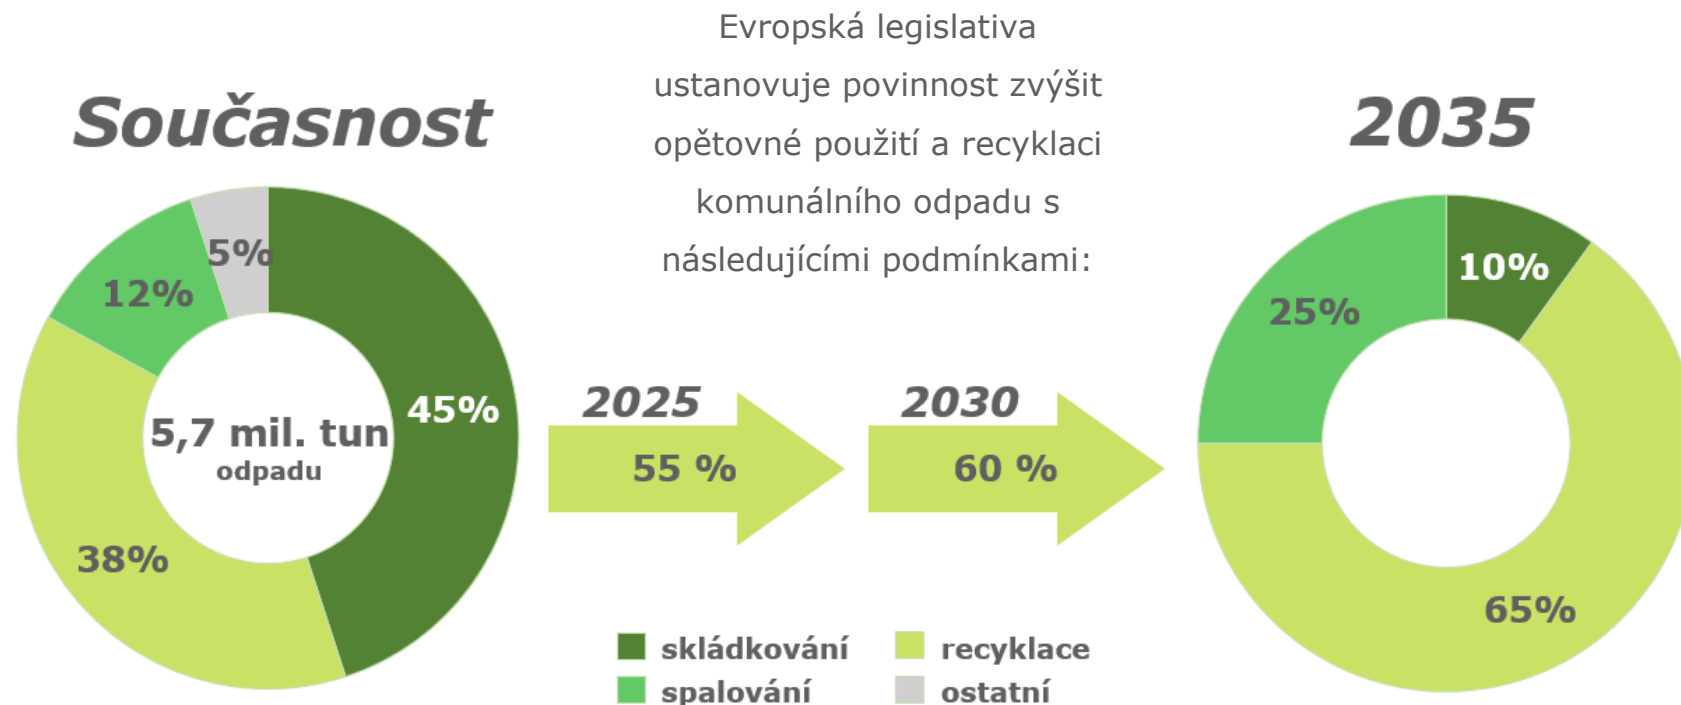 Evropská legislativa
ustanovuje povinnost zvýšit
opětovné použití a recyklaci
komunálního odpadu s
následujícími podmínkami:
Současnost
5%
12%
45%
38%
5,7 mil. tun
odpadu
2025
55 %
2030
60 %
2035
10%
25%
65%
skládkování
recyklace
spalování
ostatní